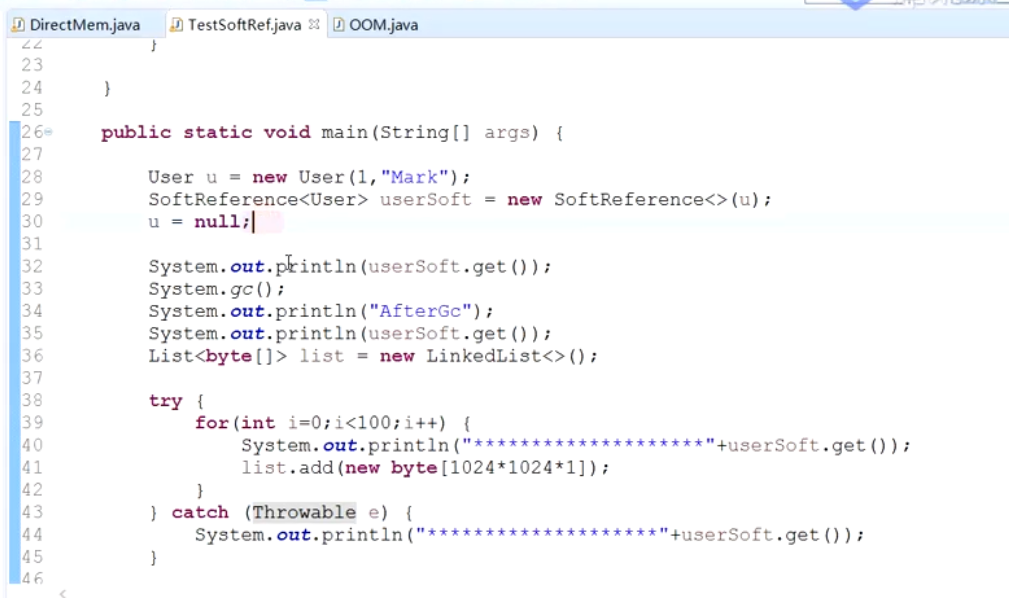 DirectMem.java TestSoftRef.java OOM.java
22 }
23
24 }
25
26 public static void main(String[] args) {
27
28 User u = new User(1,"Mark");
29 SoftReference<User> userSoft = new SoftReference<>(u);
30 u = null;
31
32 System.out.println(userSoft.get());
33 System.gc();
34 System.out.println("AfterGc");
35 System.out.println(userSoft.get());
36 List<byte[]> list = new LinkedList<>();
37
38 try {
39 for(int i=0;i<100;i++) {
40 System.out.println("********************"+userSoft.get());
41 list.add(new byte[1024*1024*1]);
42 }
43 } catch (Throwable e) {
44 System.out.println("********************"+userSoft.get());
45 }
46